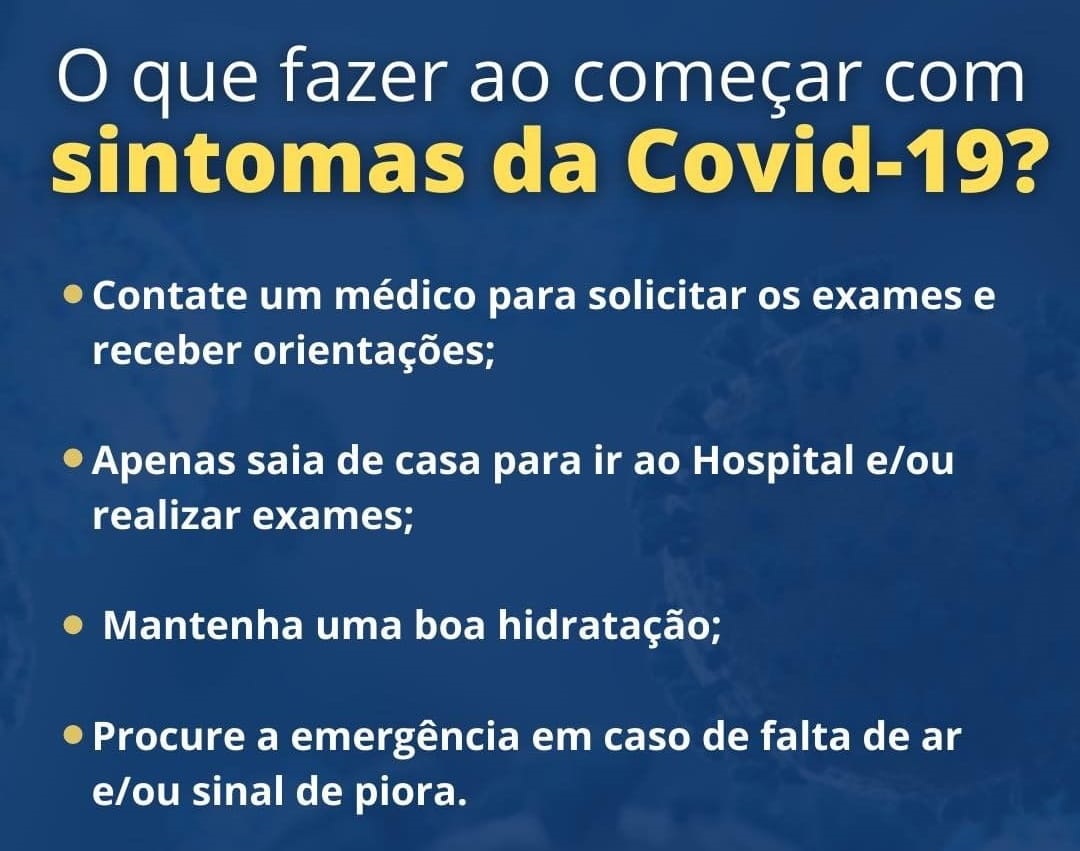 O que fazer ao começar com
sintomas da Covid-19?
• Contate um médico para solicitar os exames e
receber orientações;
• Apenas saia de casa para ir ao Hospital e/ou
realizar exames;
• Mantenha uma boa hidratação;
• Procure a emergência em caso de falta de ar
e/ou sinal de piora.